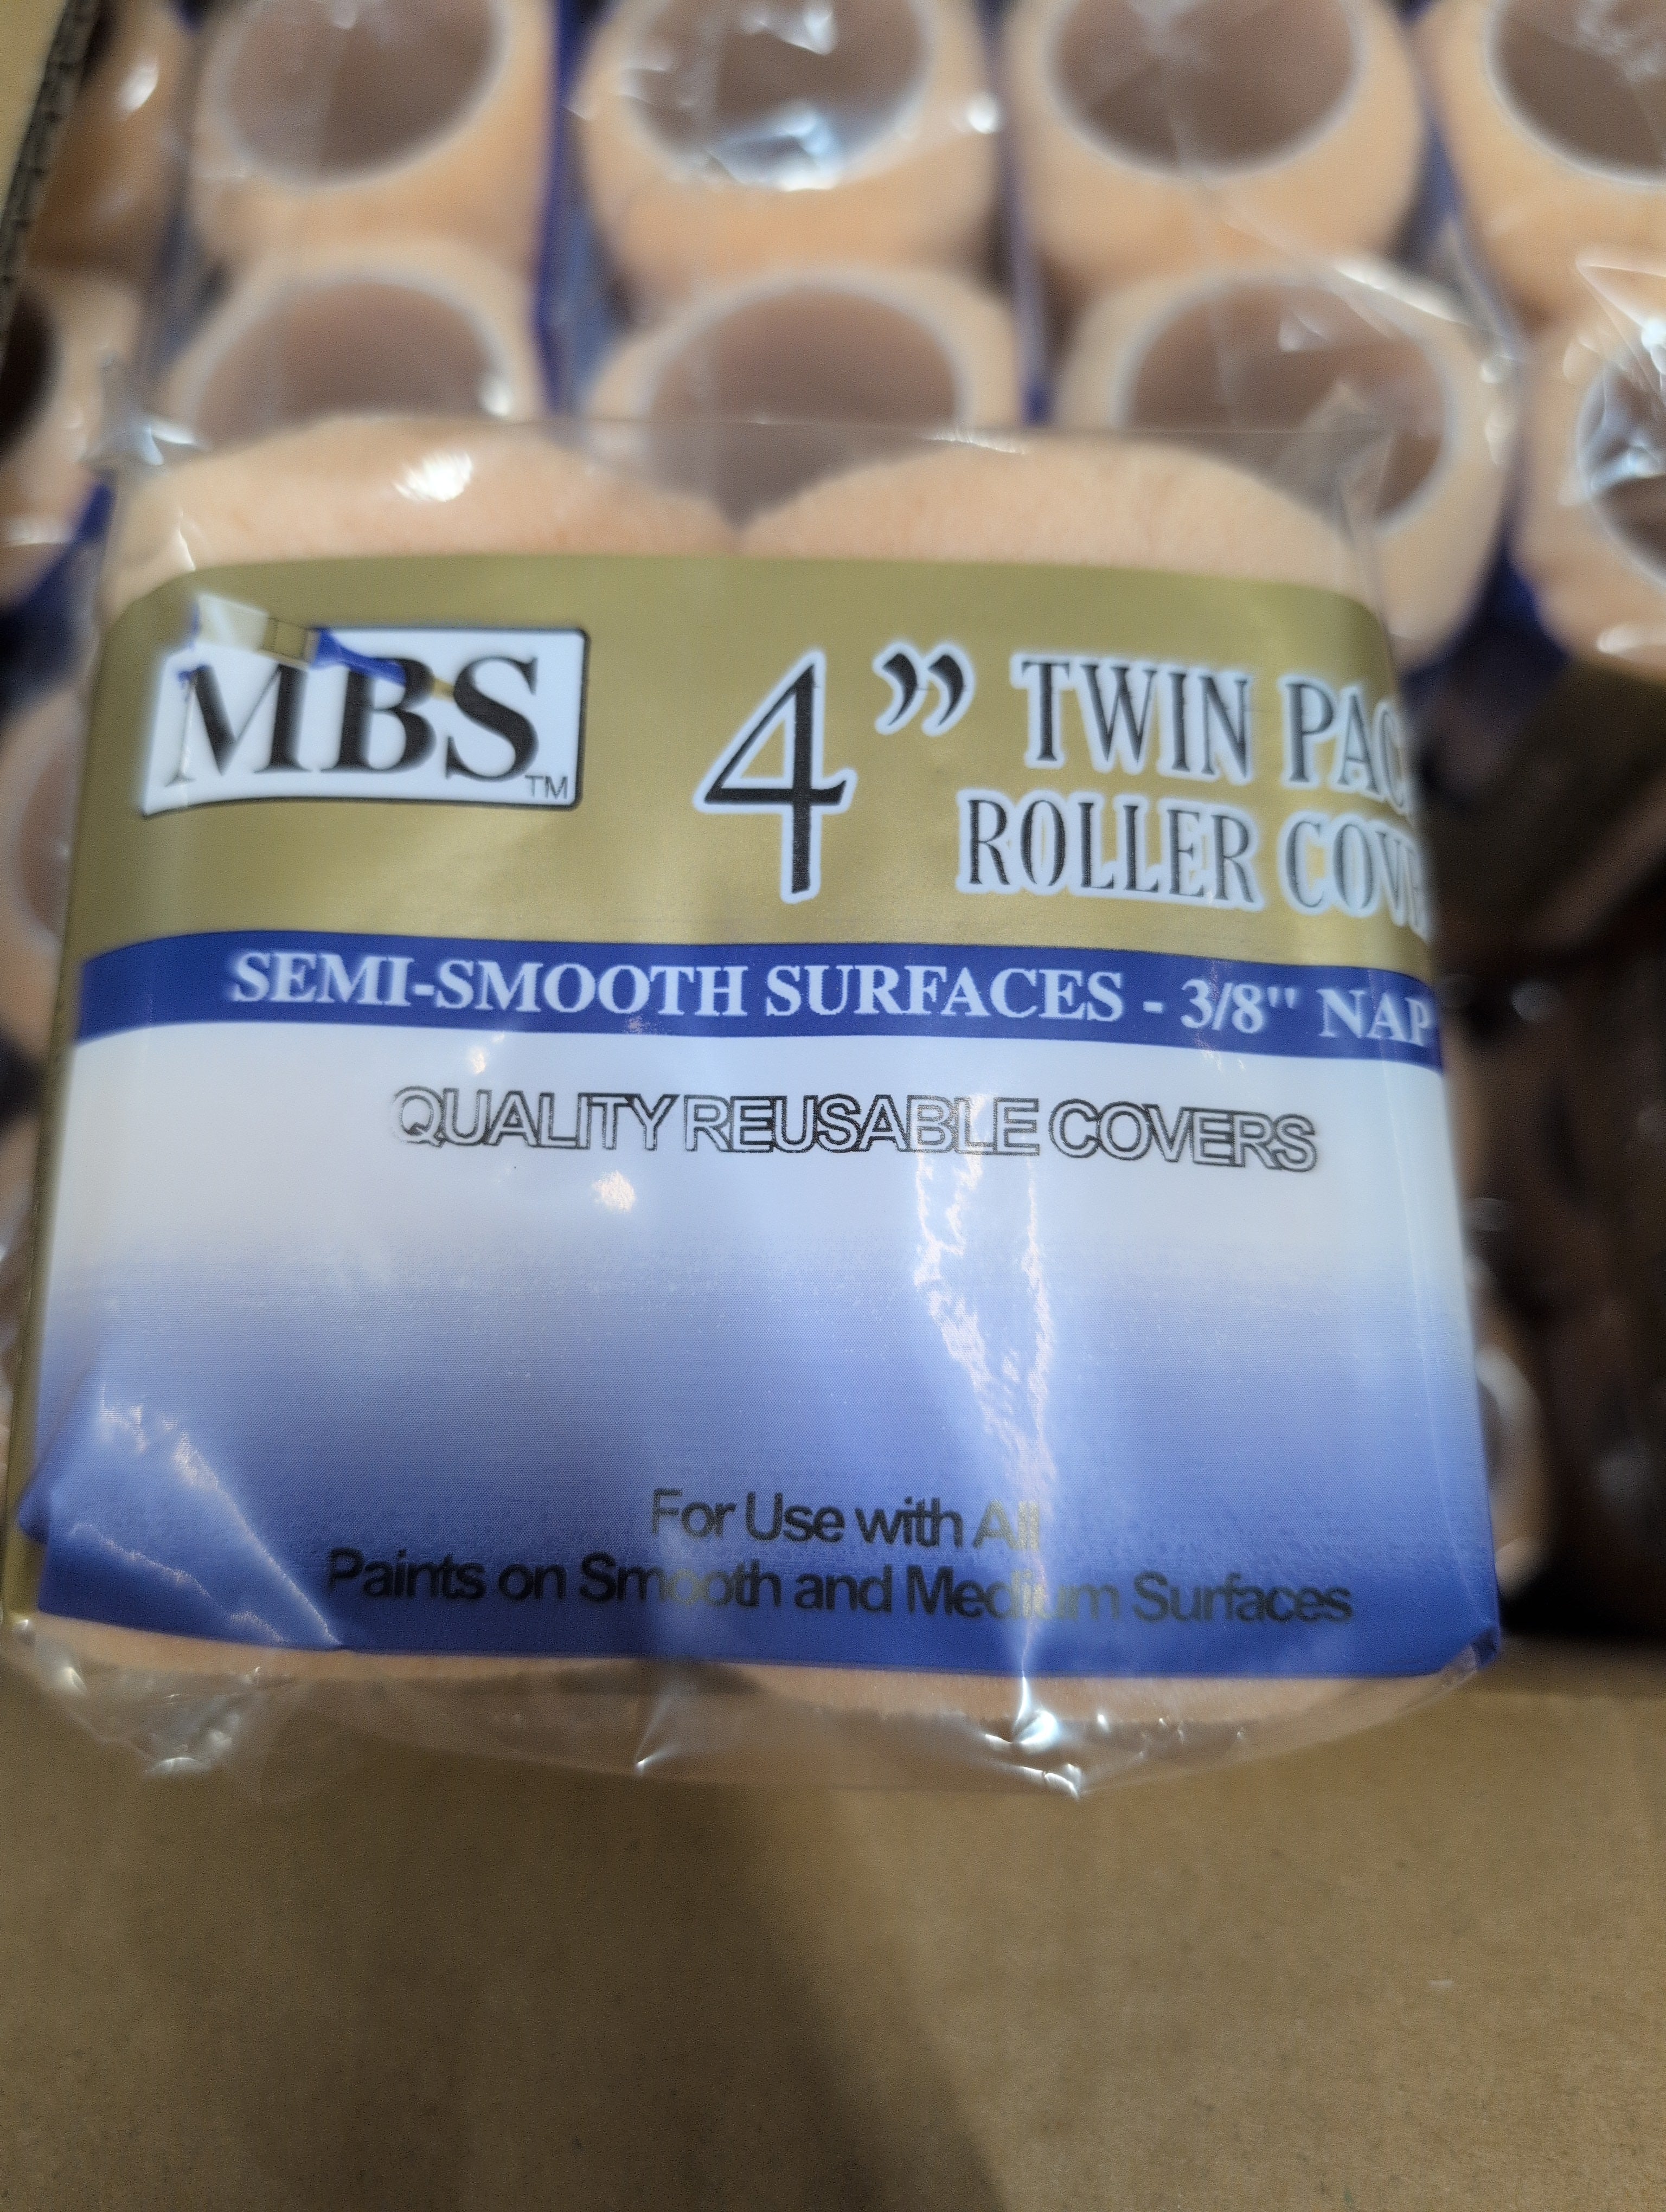 MBS
TM
4” TWIN PAC
ROLLER COVE
SEMI-SMOOTH SURFACES - 3/8" NAP
QUALITY REUSABLE COVERS
For Use with All
Paints on Smooth and Medium Surfaces